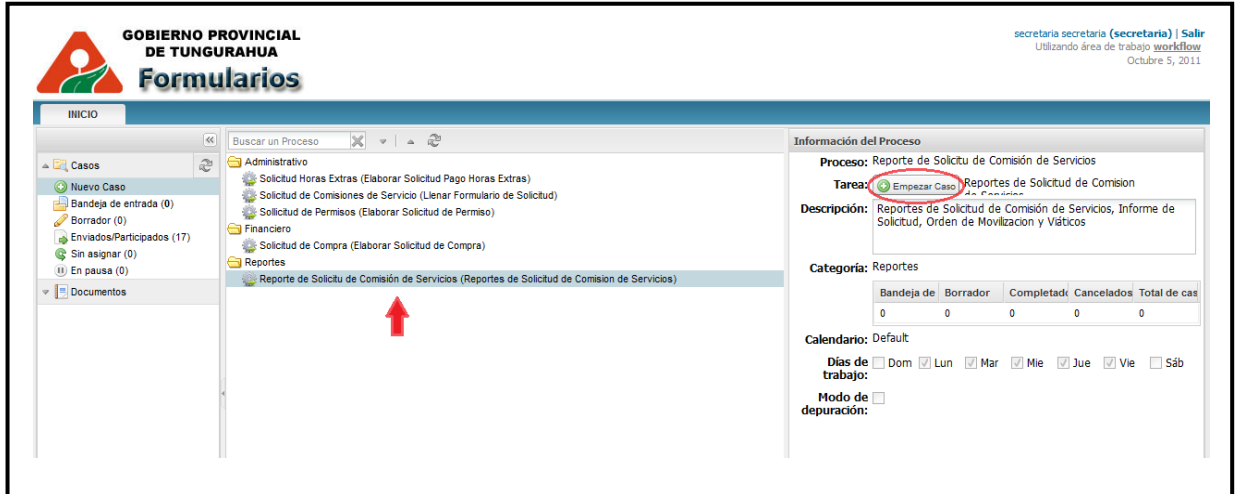 GOBIERNO PROVINCIAL
DE TUNGURAHUA
Formularios
secretaria secretaria (secretaria) | Salir
Utilizando área de trabajo workflow
Octubre 5, 2011
INICIO
Casos
Nuevo Caso
Bandeja de entrada (0)
Borrador (0)
Enviados/Participados (17)
Sin asignar (0)
En pausa (0)
Documentos
Buscar un Proceso
Administrativo
Solicitud Horas Extras (Elaborar Solicitud Pago Horas Extras)
Solicitud de Comisiones de Servicio (Llenar Formulario de Solicitud)
Sollicitud de Permisos (Elaborar Solicitud de Permiso)
Financiero
Solicitud de Compra (Elaborar Solicitud de Compra)
Reportes
Reporte de Solicitu de Comisión de Servicios (Reportes de Solicitud de Comision de Servicios)
Información del Proceso
Proceso: Reporte de Solicitu de Comisión de Servicios
Tarea: Empezar Caso Reportes de Solicitud de Comision
de Servicios
Descripción: Reportes de Solicitud de Comisión de Servicios, Informe de
Solicitud, Orden de Movilizacion y Viáticos
Categoría: Reportes
Bandeja de Borrador Completado Cancelados Total de cas
0 0 0 0 0
Calendario: Default
Días de trabajo: Dom Lun Mar Mie Jue Vie Sáb
Modo de depuración: